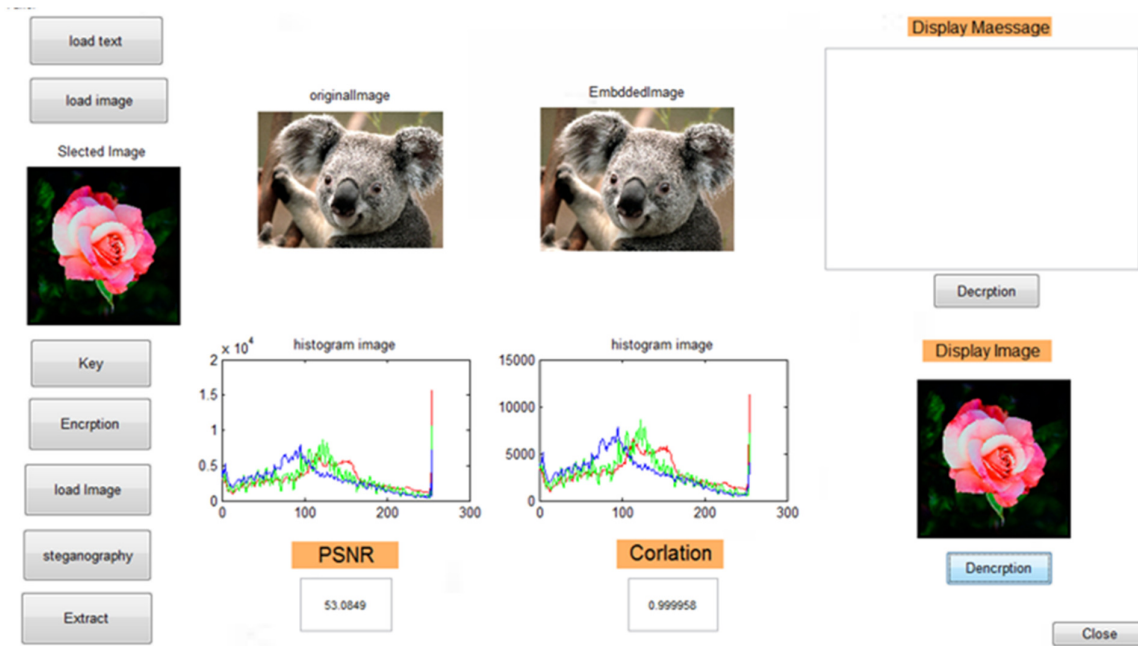 load text
load image
Slected Image
Key
Encrption
load Image
steganography
Extract
originalImage
EmbddedImage
histogram image
× 10^4
2
1.5
1
0.5
0
0
100
200
300
PSNR
53.0849
histogram image
15000
10000
5000
0
0
100
200
300
Corlation
0.999958
Display Maessage
Decrption
Display Image
Dencrption
Close